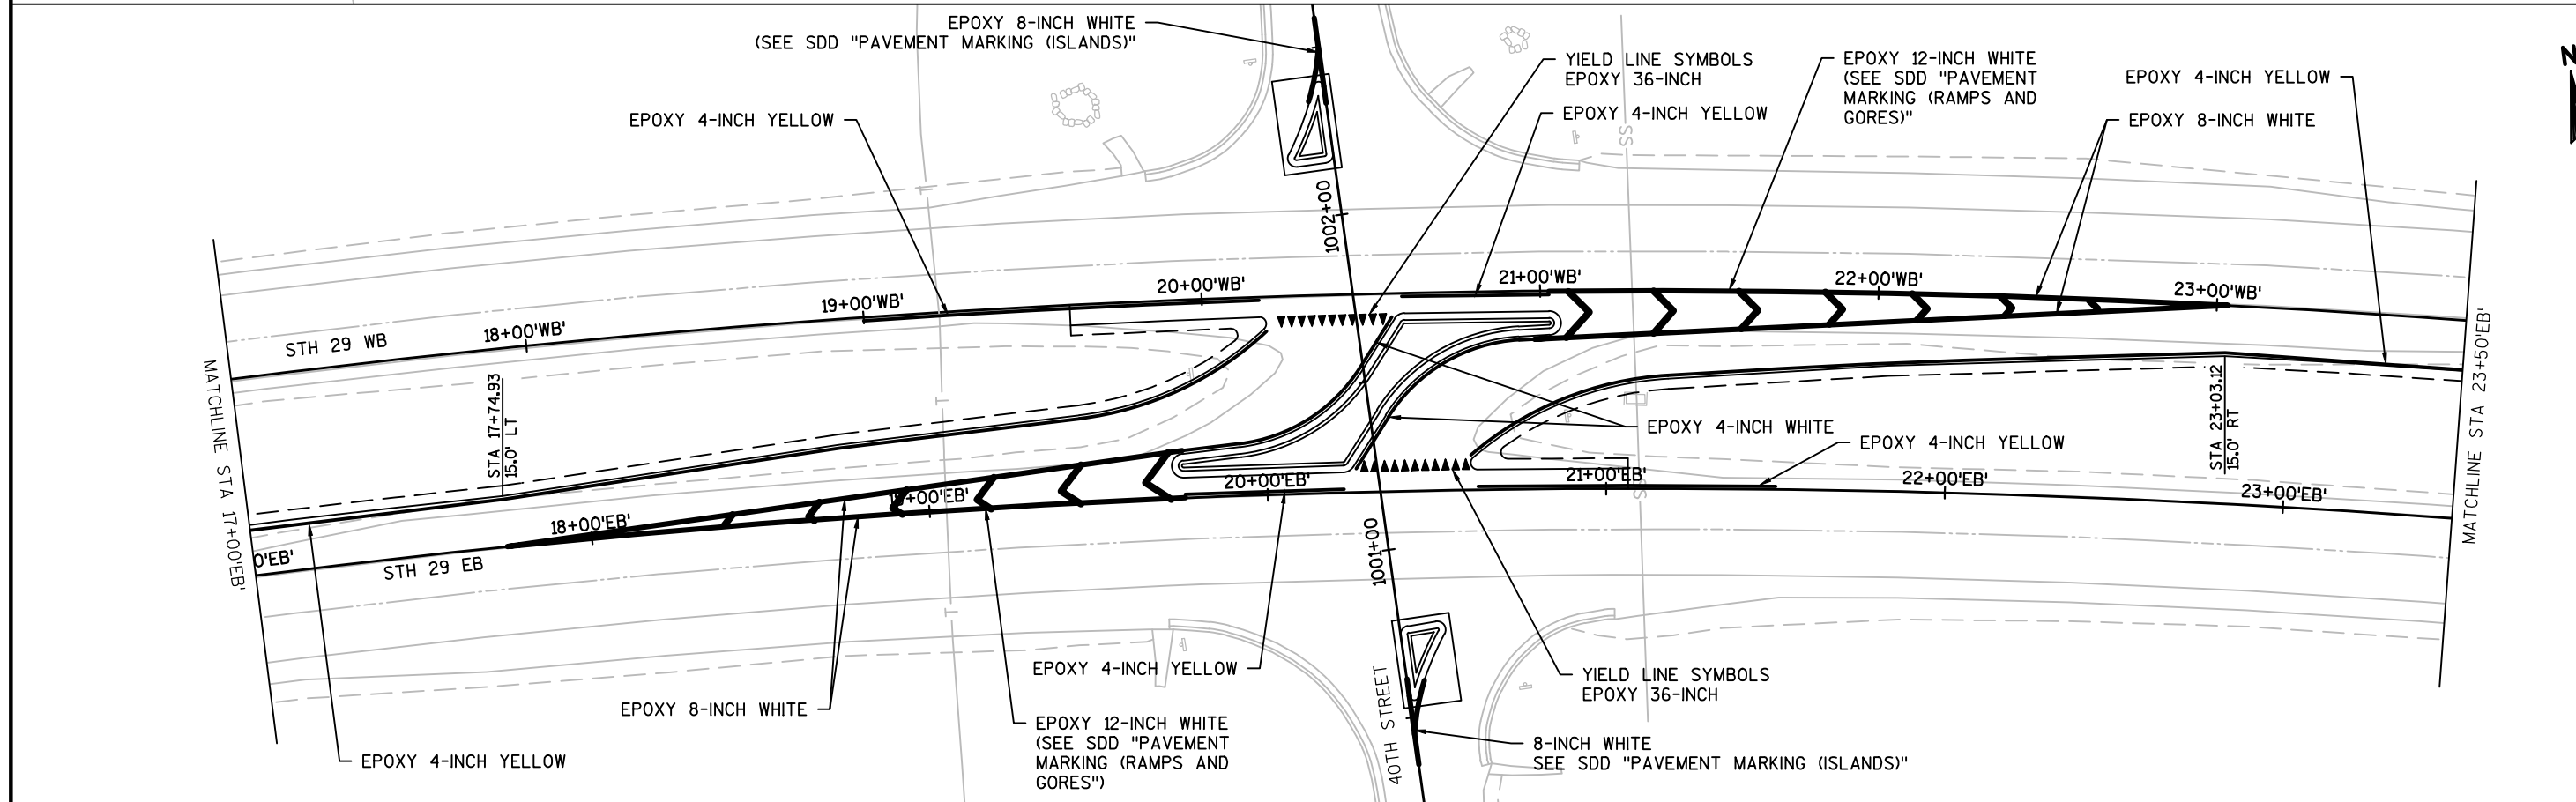 EPOXY 8-INCH WHITE
(SEE SDD "PAVEMENT MARKING (ISLANDS)"
EPOXY 4-INCH YELLOW
YIELD LINE SYMBOLS
EPOXY 36-INCH
EPOXY 4-INCH YELLOW
EPOXY 12-INCH WHITE
(SEE SDD "PAVEMENT
MARKING (RAMPS AND
GORES)"
EPOXY 4-INCH YELLOW
EPOXY 8-INCH WHITE
N
SS
T
1002+00
STH 29 WB
18+00'WB'
19+00'WB'
20+00'WB'
21+00'WB'
22+00'WB'
23+00'WB'
MATCHLINE STA 17+00'EB'
STA 17+74.93
15.0' LT
T
EPOXY 4-INCH WHITE
EPOXY 4-INCH YELLOW
STA 23+03.12
15.0' RT
MATCHLINE STA 23+50'EB'
0'EB'
STH 29 EB
18+00'EB'
+00'EB'
20+00'EB'
21+00'EB'
22+00'EB'
23+00'EB'
1001+00
T
40TH STREET
EPOXY 4-INCH YELLOW
EPOXY 8-INCH WHITE
EPOXY 4-INCH YELLOW
EPOXY 12-INCH WHITE
(SEE SDD "PAVEMENT
MARKING (RAMPS AND
GORES")
YIELD LINE SYMBOLS
EPOXY 36-INCH
8-INCH WHITE
SEE SDD "PAVEMENT MARKING (ISLANDS)"